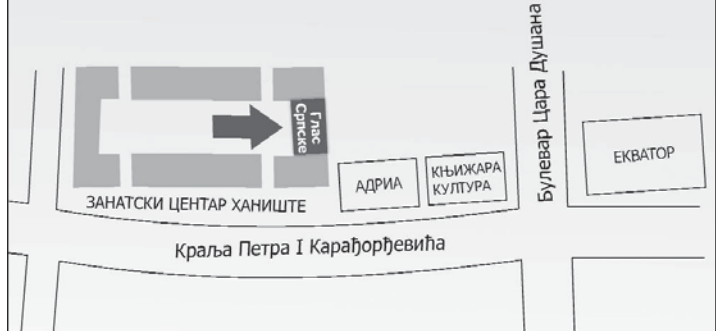 Булевар Цара Душана
Глас
Српске
ЕКВАТОР
АДРИА
КЊИЖАРА
КУЛТУРА
ЗАНАТСКИ ЦЕНТАР ХАНИШТЕ
Краља Петра I Карађорђевића